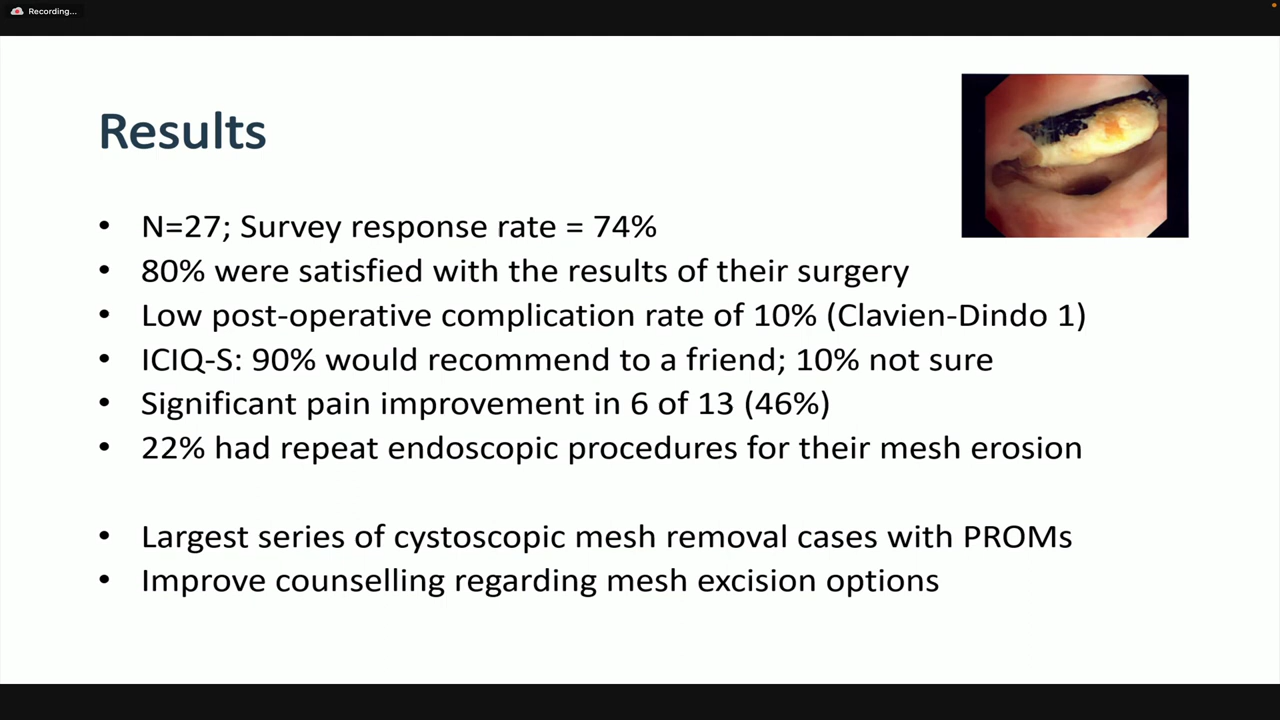 Recording...
Results
• N=27; Survey response rate = 74%
• 80% were satisfied with the results of their surgery
• Low post-operative complication rate of 10% (Clavien-Dindo 1)
• ICIQ-S: 90% would recommend to a friend; 10% not sure
• Significant pain improvement in 6 of 13 (46%)
• 22% had repeat endoscopic procedures for their mesh erosion
• Largest series of cystoscopic mesh removal cases with PROMs
• Improve counselling regarding mesh excision options